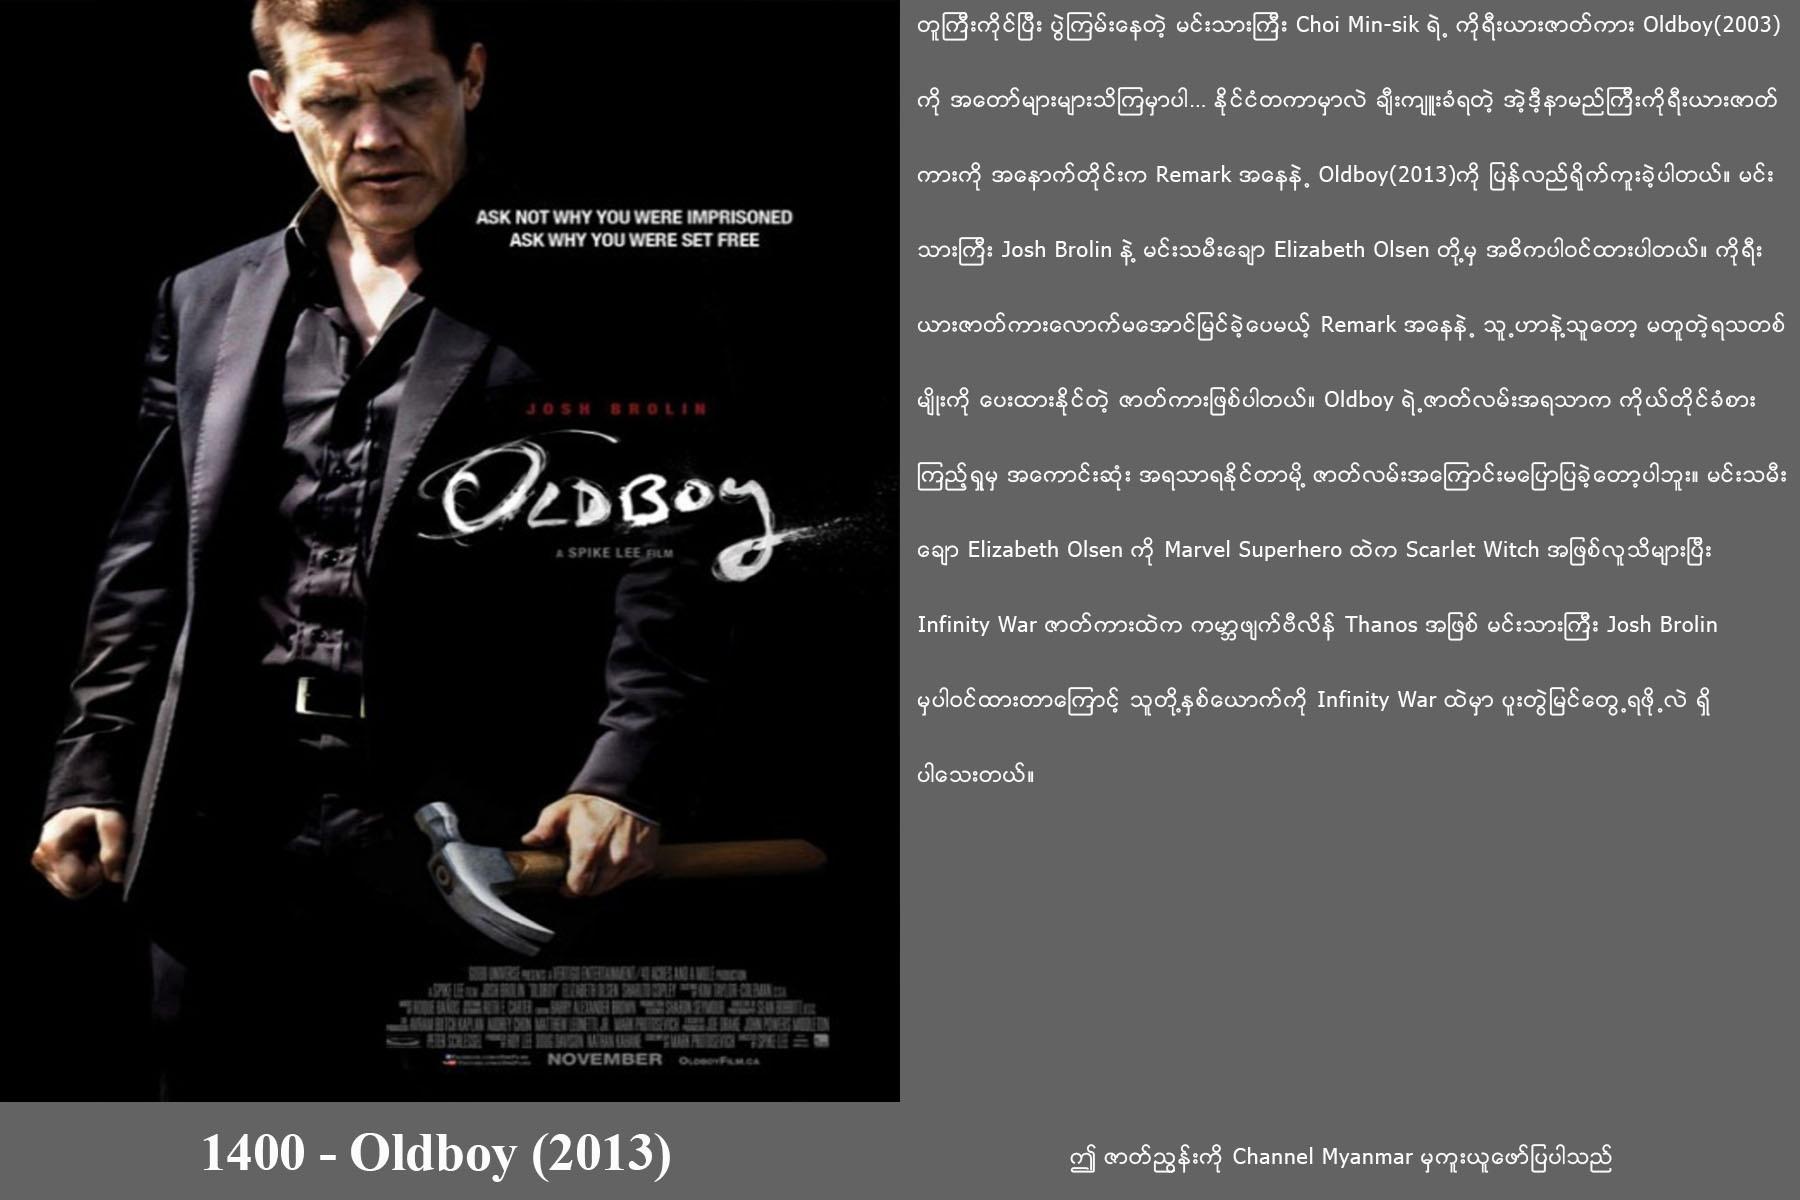 ASK NOT WHY YOU WERE IMPRISONED
ASK WHY YOU WERE SET FREE
JOSH BROLIN
OLDBOY
A SPIKE LEE FILM
NOVEMBER OLDBOYFILM.CA
1400 - Oldboy (2013)
တူကြီးကိုင်ပြီး ပွဲကြမ်းနေတဲ့ မင်းသားကြီး Choi Min-sik ရဲ့ ကိုရီးယားဇာတ်ကား Oldboy(2003)
ကို အတော်များများသိကြမှာပါ... နိုင်ငံတကာမှာလဲ ချီးကျူးခံရတဲ့ အဲ့ဒီ့နာမည်ကြီးကိုရီးယားဇာတ်
ကားကို အနောက်တိုင်းက Remark အနေနဲ့ Oldboy(2013)ကို ပြန်လည်ရိုက်ကူးခဲ့ပါတယ်။ မင်း
သားကြီး Josh Brolin နဲ့ မင်းသမီးချော Elizabeth Olsen တို့မှ အဓိကပါဝင်ထားပါတယ်။ ကိုရီး
ယားဇာတ်ကားလောက်မအောင်မြင်ခဲ့ပေမယ့် Remark အနေနဲ့ သူ့ဟာနဲ့သူတော့ မတူတဲ့ရသတစ်
မျိုးကို ပေးထားနိုင်တဲ့ ဇာတ်ကားဖြစ်ပါတယ်။ Oldboy ရဲ့ဇာတ်လမ်းအရသာက ကိုယ်တိုင်ခံစား
ကြည့်ရှုမှ အကောင်းဆုံး အရသာရနိုင်တာမို့ ဇာတ်လမ်းအကြောင်းမပြောပြခဲ့တော့ပါဘူး။ မင်းသမီး
ချော Elizabeth Olsen ကို Marvel Superhero ထဲက Scarlet Witch အဖြစ်လူသိများပြီး
Infinity War ဇာတ်ကားထဲက ကမ္ဘာဖျက်ဗီလိန် Thanos အဖြစ် မင်းသားကြီး Josh Brolin
မှပါဝင်ထားတာကြောင့် သူတို့နှစ်ယောက်ကို Infinity War ထဲမှာ ပူးတွဲမြင်တွေ့ရဖို့လဲ ရှိ
ပါသေးတယ်။
ဤ ဇာတ်ညွှန်းကို Channel Myanmar မှကူးယူဖော်ပြပါသည်